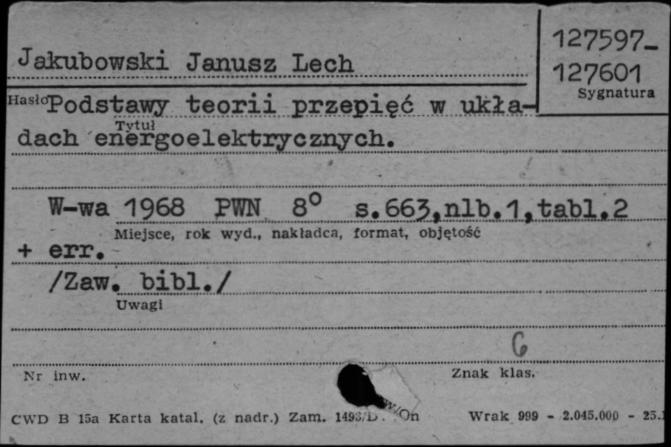 127597-
Jakubowski Janusz Lech
127601
Sygnatura
Hasło Podstawy teorii przepięć w ukła-
Tytuł
dach energoelektrycznych.
W-wa 1968 PWN 8° s.663,nlb.1,tabl.2
Miejsce, rok wyd., nakładca, format, objętość
+ err.
/Zaw. bibl./
Uwagi
6
Nr inw. Znak klas.
CWD B 15a Karta katal. (z nadr.) Zam. Wrak 999 - 2.045.000 - 25.